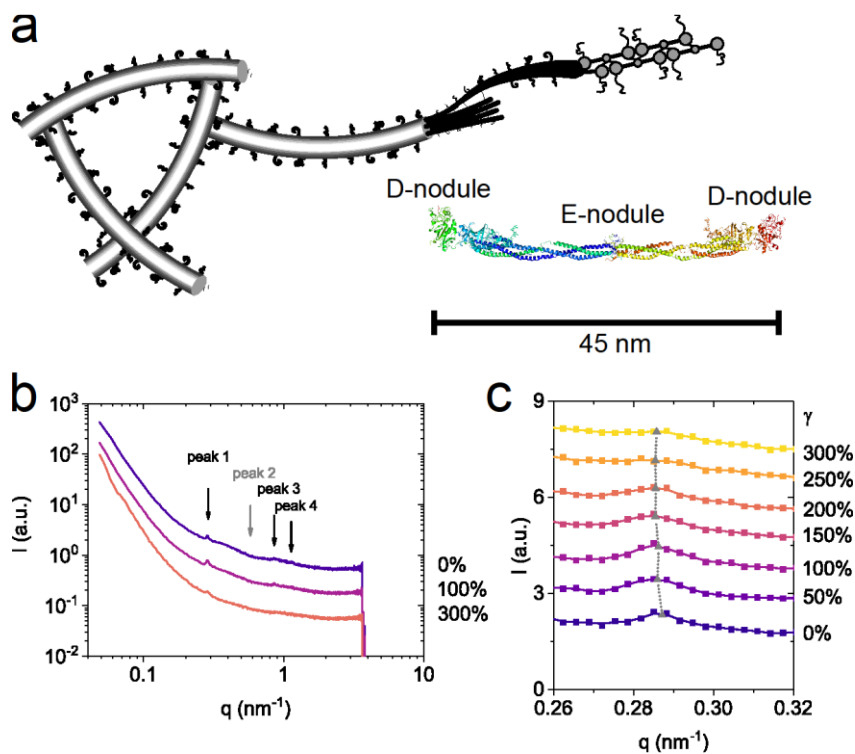 a
D-nodule
E-nodule
D-nodule
45 nm
b
c
10³
10²
10¹
10⁰
10⁻¹
10⁻²
I (a.u.)
peak 1
peak 2
peak 3
peak 4
0%
100%
300%
0.1
1
10
q (nm⁻¹)
9
6
3
0
I (a.u.)
γ
300%
250%
200%
150%
100%
50%
0%
0.26
0.28
0.30
0.32
q (nm⁻¹)